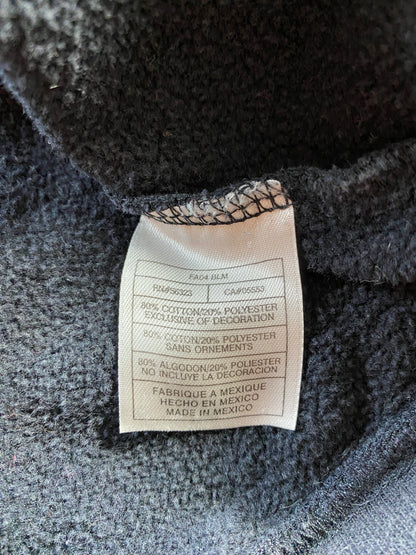 FA04 BLM
RN#56323 CA#05553
80% COTTON/20% POLYESTER
EXCLUSIVE OF DECORATION
80% COTTON/20% POLYESTER
SANS ORNEMENTS
80% ALGODON/20% POLIESTER
NO INCLUYE LA DECORACION
FABRIQUE A MEXIQUE
HECHO EN MEXICO
MADE IN MEXICO